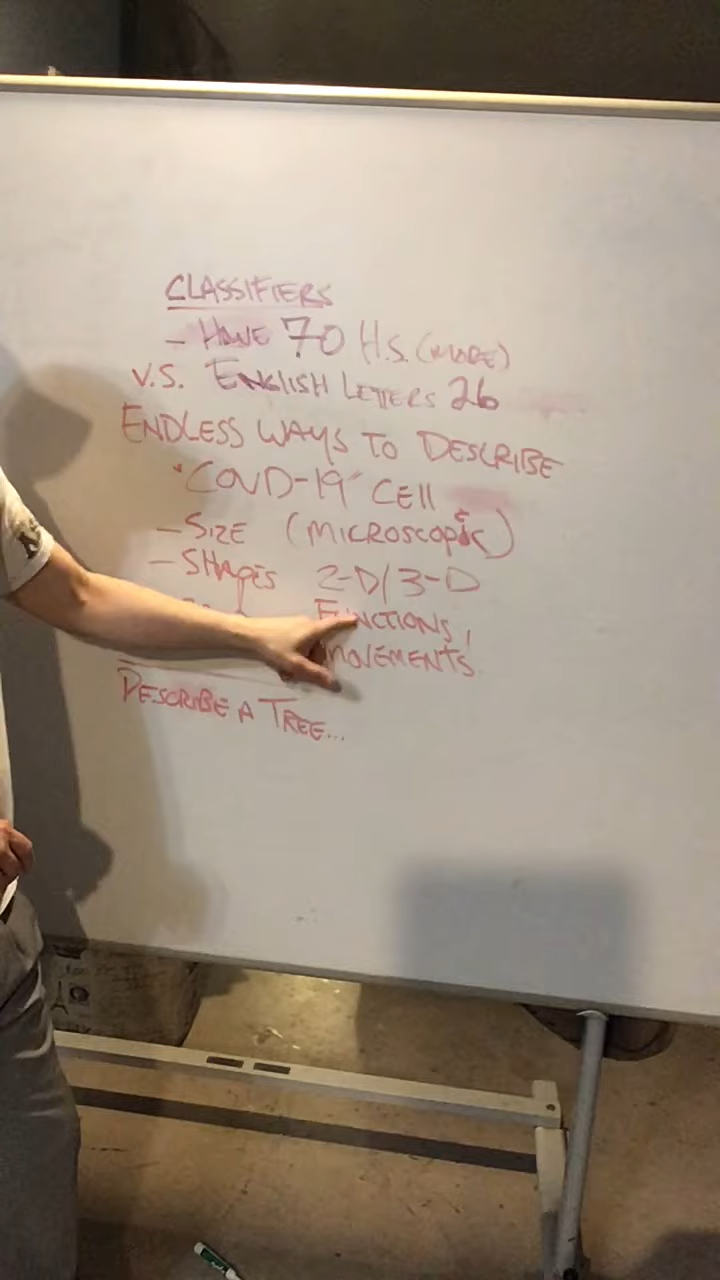 CLASSIFIERS
- HAVE 70 H.S. (MORE)
V.S. ENGLISH LETTERS 26
ENDLESS WAYS TO DESCRIBE
"COVID-19" CELL
- SIZE (MICROSCOPIC)
- SHAPES 2-D/3-D
FUNCTIONS,
MOVEMENTS
DESCRIBE A TREE...